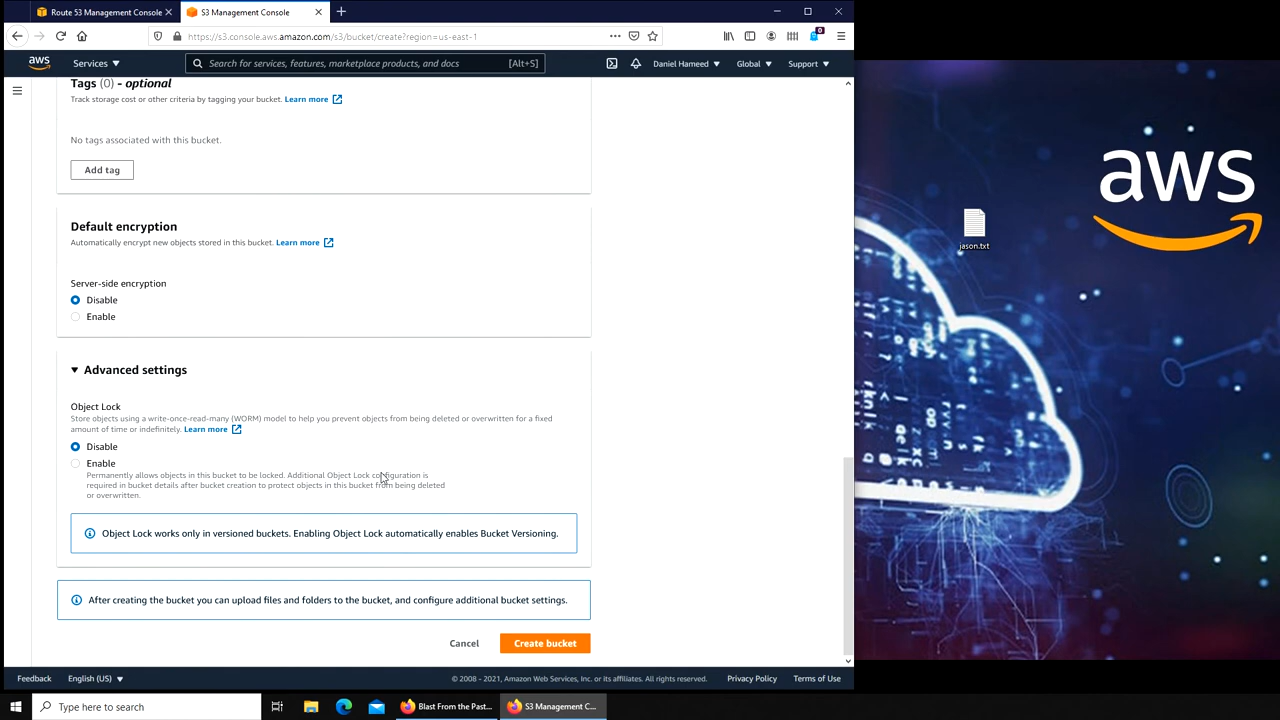 Route 53 Management Console
S3 Management Console
https://s3.console.aws.amazon.com/s3/bucket/create?region=us-east-1
0
aws
Services
Search for services, features, marketplace products, and docs
[Alt+S]
Daniel Hameed
Global
Support
Tags (0) - optional
Track storage cost or other criteria by tagging your bucket. Learn more
No tags associated with this bucket.
Add tag
Default encryption
Automatically encrypt new objects stored in this bucket. Learn more
Server-side encryption
Disable
Enable
Advanced settings
Object Lock
Store objects using a write-once-read-many (WORM) model to help you prevent objects from being deleted or overwritten for a fixed
amount of time or indefinitely. Learn more
Disable
Enable
Permanently allows objects in this bucket to be locked. Additional Object Lock configuration is
required in bucket details after bucket creation to protect objects in this bucket from being deleted
or overwritten.
Object Lock works only in versioned buckets. Enabling Object Lock automatically enables Bucket Versioning.
After creating the bucket you can upload files and folders to the bucket, and configure additional bucket settings.
Cancel
Create bucket
Feedback
English (US)
© 2008 - 2021, Amazon Web Services, Inc. or its affiliates. All rights reserved.
Privacy Policy
Terms of Use
aws
jason.txt
Type here to search
Blast From the Past...
S3 Management C...